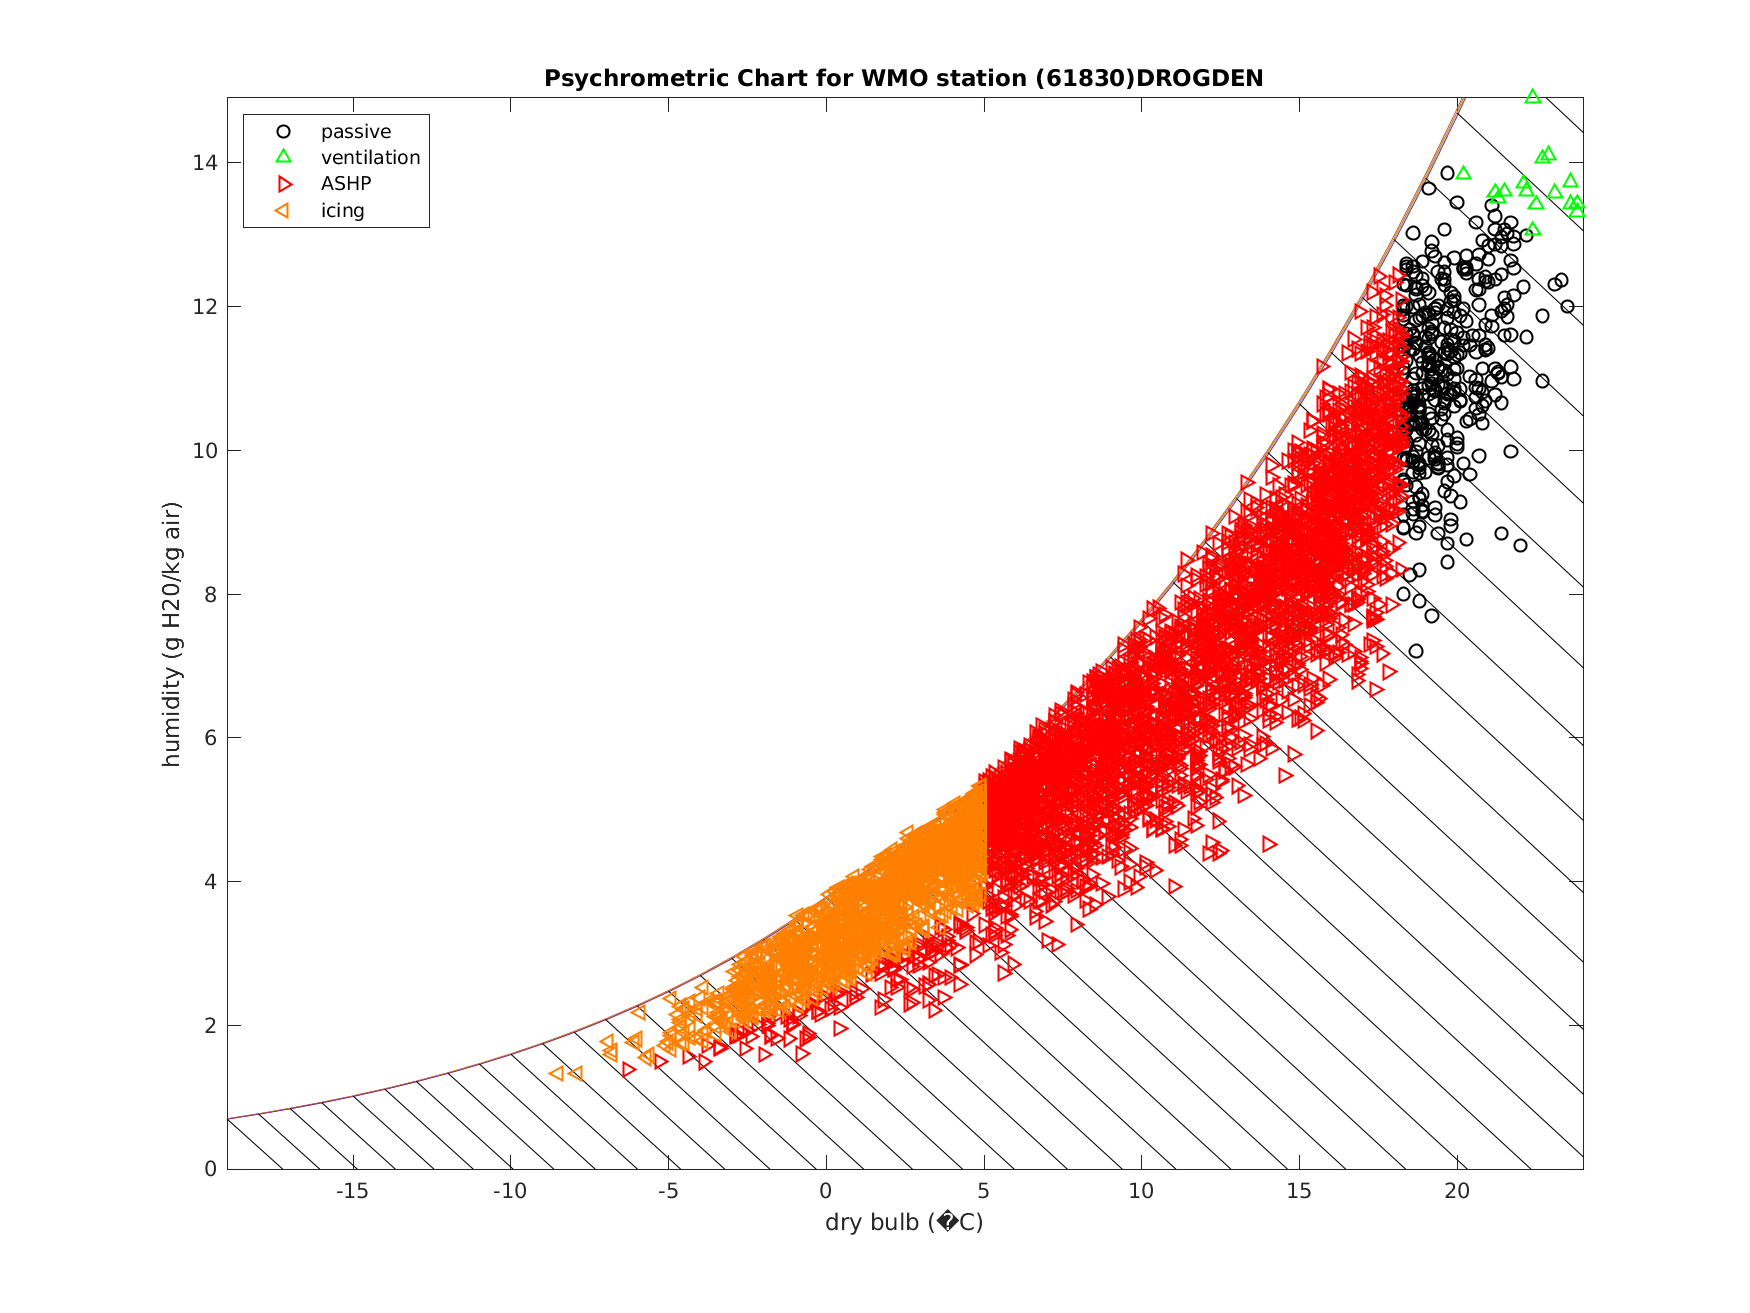 Psychrometric Chart for WMO station (61830)DROGDEN
passive
ventilation
ASHP
icing
humidity (g H20/kg air)
14
12
10
8
6
4
2
0
-15 -10 -5 0 5 10 15 20
dry bulb (�C)